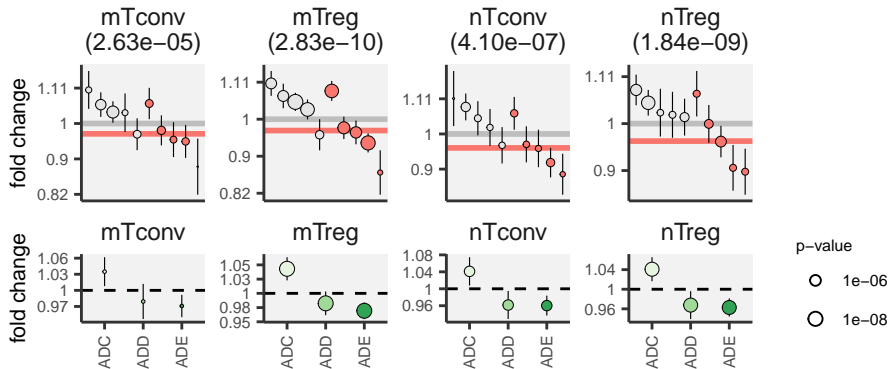 mTconv
(2.63e−05)
mTreg
(2.83e−10)
nTconv
(4.10e−07)
nTreg
(1.84e−09)
fold change
1.11
1
0.9
0.82
1.11
1
0.9
0.82
1.11
1
0.9
1.11
1
0.9
mTconv
mTreg
nTconv
nTreg
fold change
1.06
1.03
1
0.97
1.05
1.03
1
0.98
0.95
1.08
1.04
1
0.96
1.04
1
0.96
ADC
ADD
ADE
ADC
ADD
ADE
ADC
ADD
ADE
ADC
ADD
ADE
p−value
1e−06
1e−08